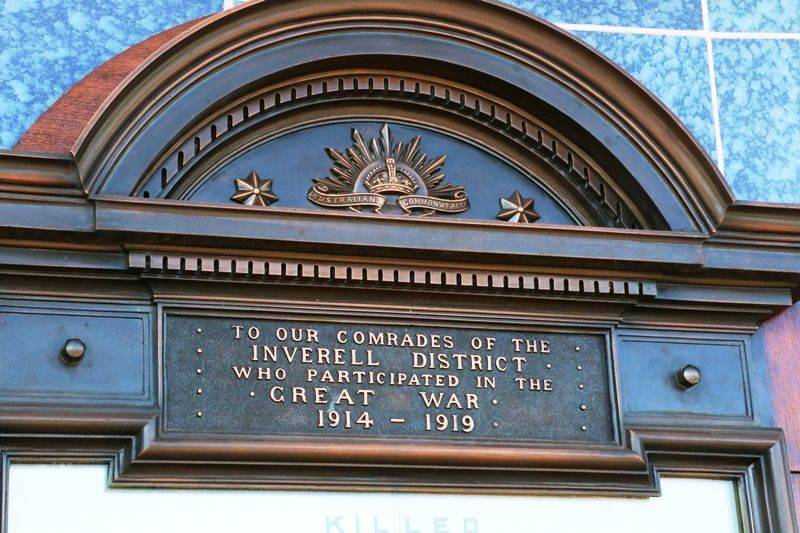 AUSTRALIAN COMMONWEALTH
TO OUR COMRADES OF THE
INVERELL DISTRICT
WHO PARTICIPATED IN THE
GREAT WAR
1914 – 1919
KILLED